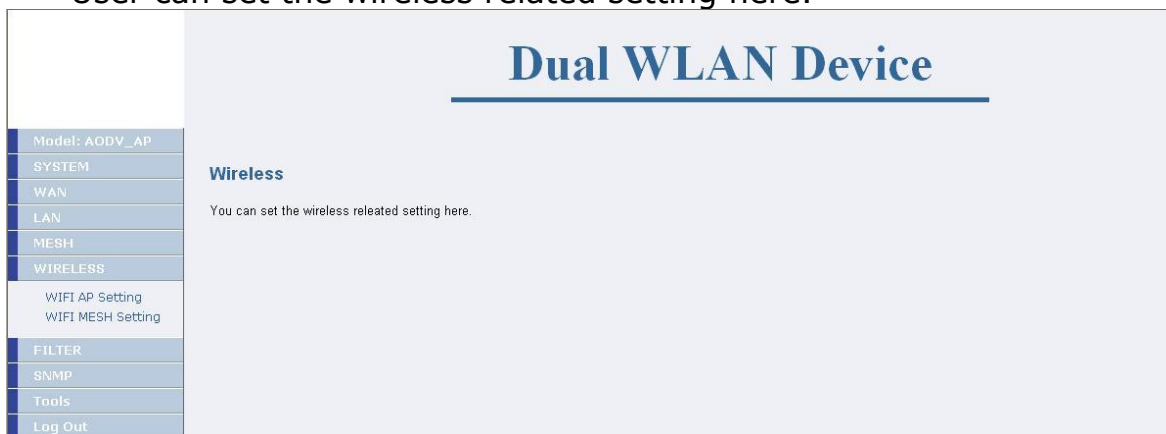 User can set the wireless related setting here.
Dual WLAN Device
Model: AODV_AP
SYSTEM
WAN
LAN
MESH
WIRELESS
WIFI AP Setting
WIFI MESH Setting
FILTER
SNMP
Tools
Log Out
Wireless
You can set the wireless releated setting here.